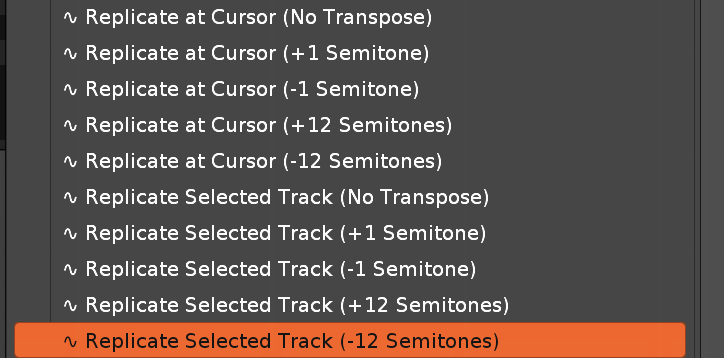 ∿ Replicate at Cursor (No Transpose)
∿ Replicate at Cursor (+1 Semitone)
∿ Replicate at Cursor (-1 Semitone)
∿ Replicate at Cursor (+12 Semitones)
∿ Replicate at Cursor (-12 Semitones)
∿ Replicate Selected Track (No Transpose)
∿ Replicate Selected Track (+1 Semitone)
∿ Replicate Selected Track (-1 Semitone)
∿ Replicate Selected Track (+12 Semitones)
∿ Replicate Selected Track (-12 Semitones)